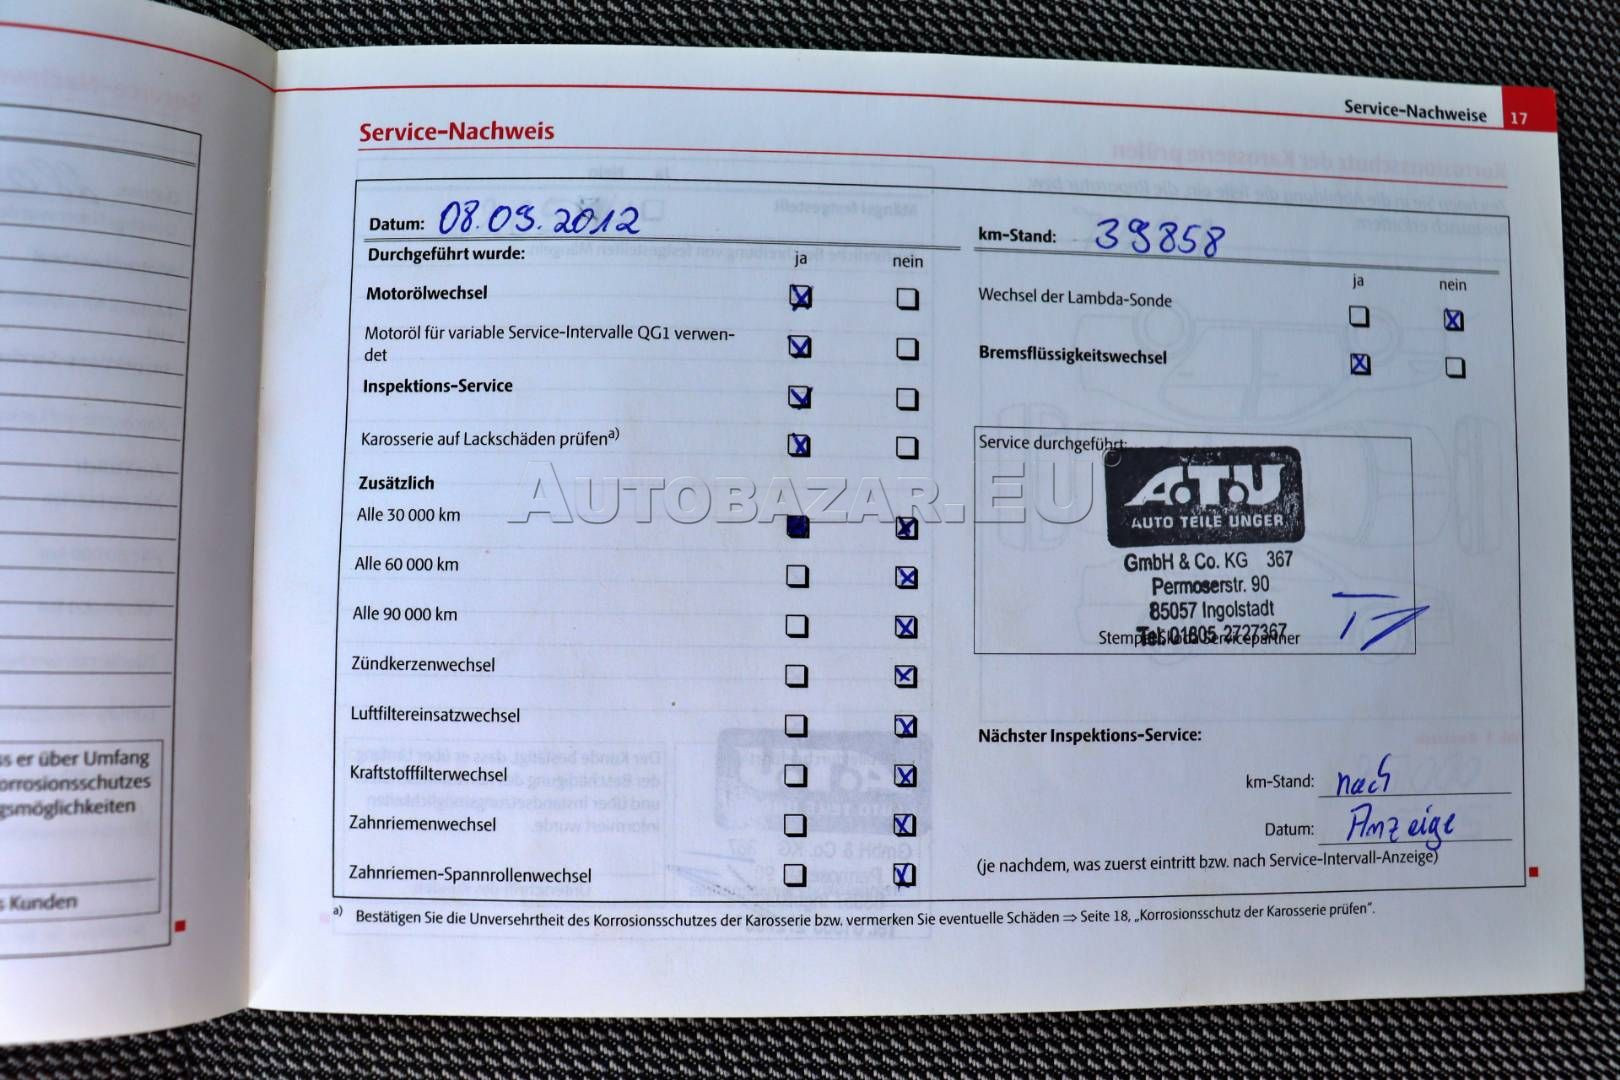 Service-Nachweise 17
Service-Nachweis
Datum: 08.09.2012
km-Stand: 39858
Durchgeführt wurde:
ja nein
Motorölwechsel
Motoröl für variable Service-Intervalle QG1 verwen-
det
Inspektions-Service
Karosserie auf Lackschäden prüfen a)
Zusätzlich
Alle 30 000 km
Alle 60 000 km
Alle 90 000 km
Zündkerzenwechsel
Luftfiltereinsatzwechsel
Kraftstofffilterwechsel
Zahnriemenwechsel
Zahnriemen-Spannrollenwechsel
ja nein
Wechsel der Lambda-Sonde
Bremsflüssigkeitswechsel
Service durchgeführt:
ATU
AUTO TEILE UNGER
GmbH & Co. KG 367
Permoserstr. 90
85057 Ingolstadt
Tel. 01805 2727367
Nächster Inspektions-Service:
km-Stand: nach
Datum: Anzeige
(je nachdem, was zuerst eintritt bzw. nach Service-Intervall-Anzeige)
a) Bestätigen Sie die Unversehrtheit des Korrosionsschutzes der Karosserie bzw. vermerken Sie eventuelle Schäden ⇒ Seite 18, „Korrosionsschutz der Karosserie prüfen“.
ss er über Umfang
orrosionsschutzes
gsmöglichkeiten
s Kunden
AUTOBAZAR.EU